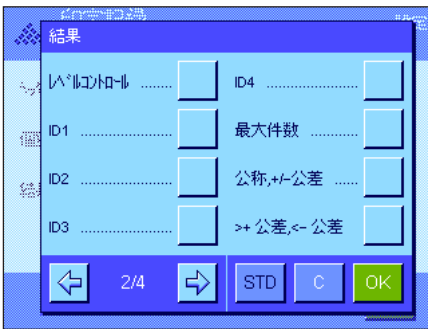 結果
ﾚﾍﾞﾙｺﾝﾄﾛｰﾙ ........
ID1 ......................
ID2 ......................
ID3 ......................
ID4 ......................
最大件数 ...........
公称,+/-公差 .....
>+ 公差,<- 公差
2/4
STD
C
OK